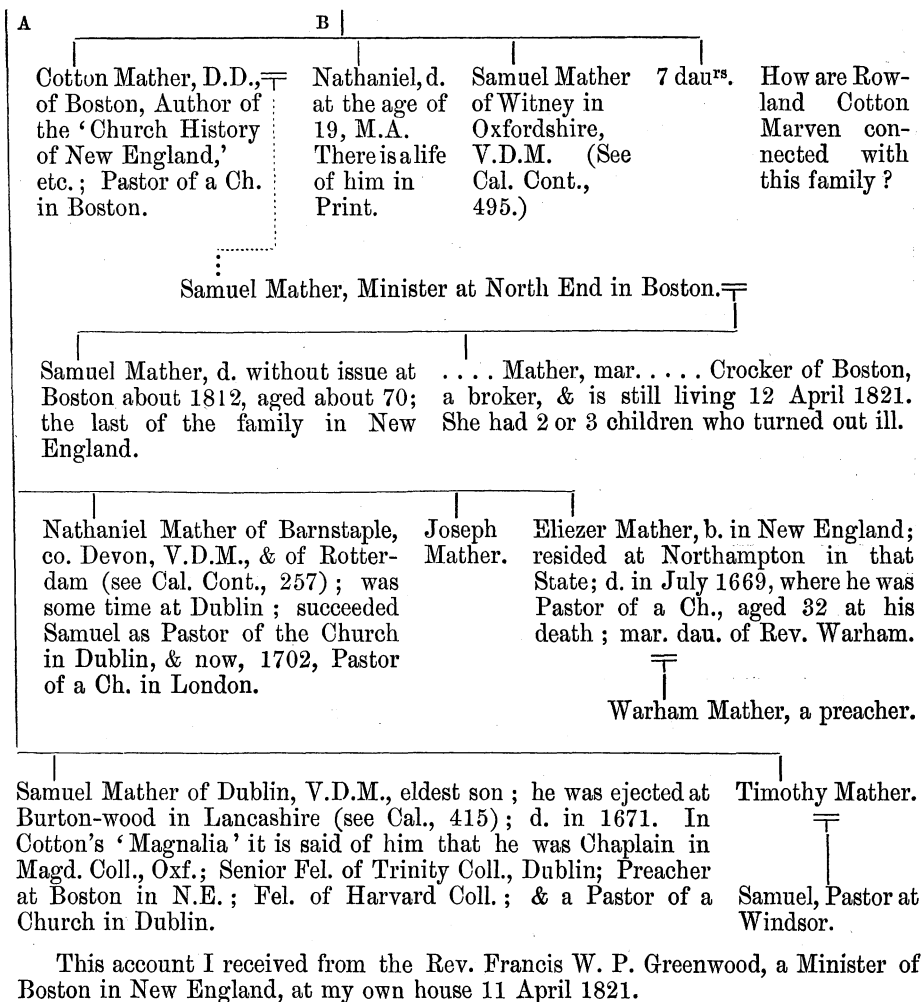 A
B
Cotton Mather, D.D.,
of Boston, Author of
the ‘Church History
of New England,’
etc.; Pastor of a Ch.
in Boston.
Nathaniel, d.
at the age of
19, M.A.
There is a life
of him in
Print.
Samuel Mather
of Witney in
Oxfordshire,
V.D.M. (See
Cal. Cont.,
495.)
7 daurs.
How are Row-
land Cotton
Marven con-
nected with
this family?
Samuel Mather, Minister at North End in Boston.
Samuel Mather, d. without issue at
Boston about 1812, aged about 70;
the last of the family in New
England.
. . . . Mather, mar. . . . . Crocker of Boston,
a broker, & is still living 12 April 1821.
She had 2 or 3 children who turned out ill.
Nathaniel Mather of Barnstaple,
co. Devon, V.D.M., & of Rotter-
dam (see Cal. Cont., 257); was
some time at Dublin; succeeded
Samuel as Pastor of the Church
in Dublin, & now, 1702, Pastor
of a Ch. in London.
Joseph
Mather.
Eliezer Mather, b. in New England;
resided at Northampton in that
State; d. in July 1669, where he was
Pastor of a Ch., aged 32 at his
death; mar. dau. of Rev. Warham.
Warham Mather, a preacher.
Samuel Mather of Dublin, V.D.M., eldest son; he was ejected at
Burton-wood in Lancashire (see Cal., 415); d. in 1671. In
Cotton's ‘Magnalia’ it is said of him that he was Chaplain in
Magd. Coll., Oxf.; Senior Fel. of Trinity Coll., Dublin; Preacher
at Boston in N.E.; Fel. of Harvard Coll.; & a Pastor of a
Church in Dublin.
Timothy Mather.
Samuel, Pastor at
Windsor.
This account I received from the Rev. Francis W. P. Greenwood, a Minister of
Boston in New England, at my own house 11 April 1821.